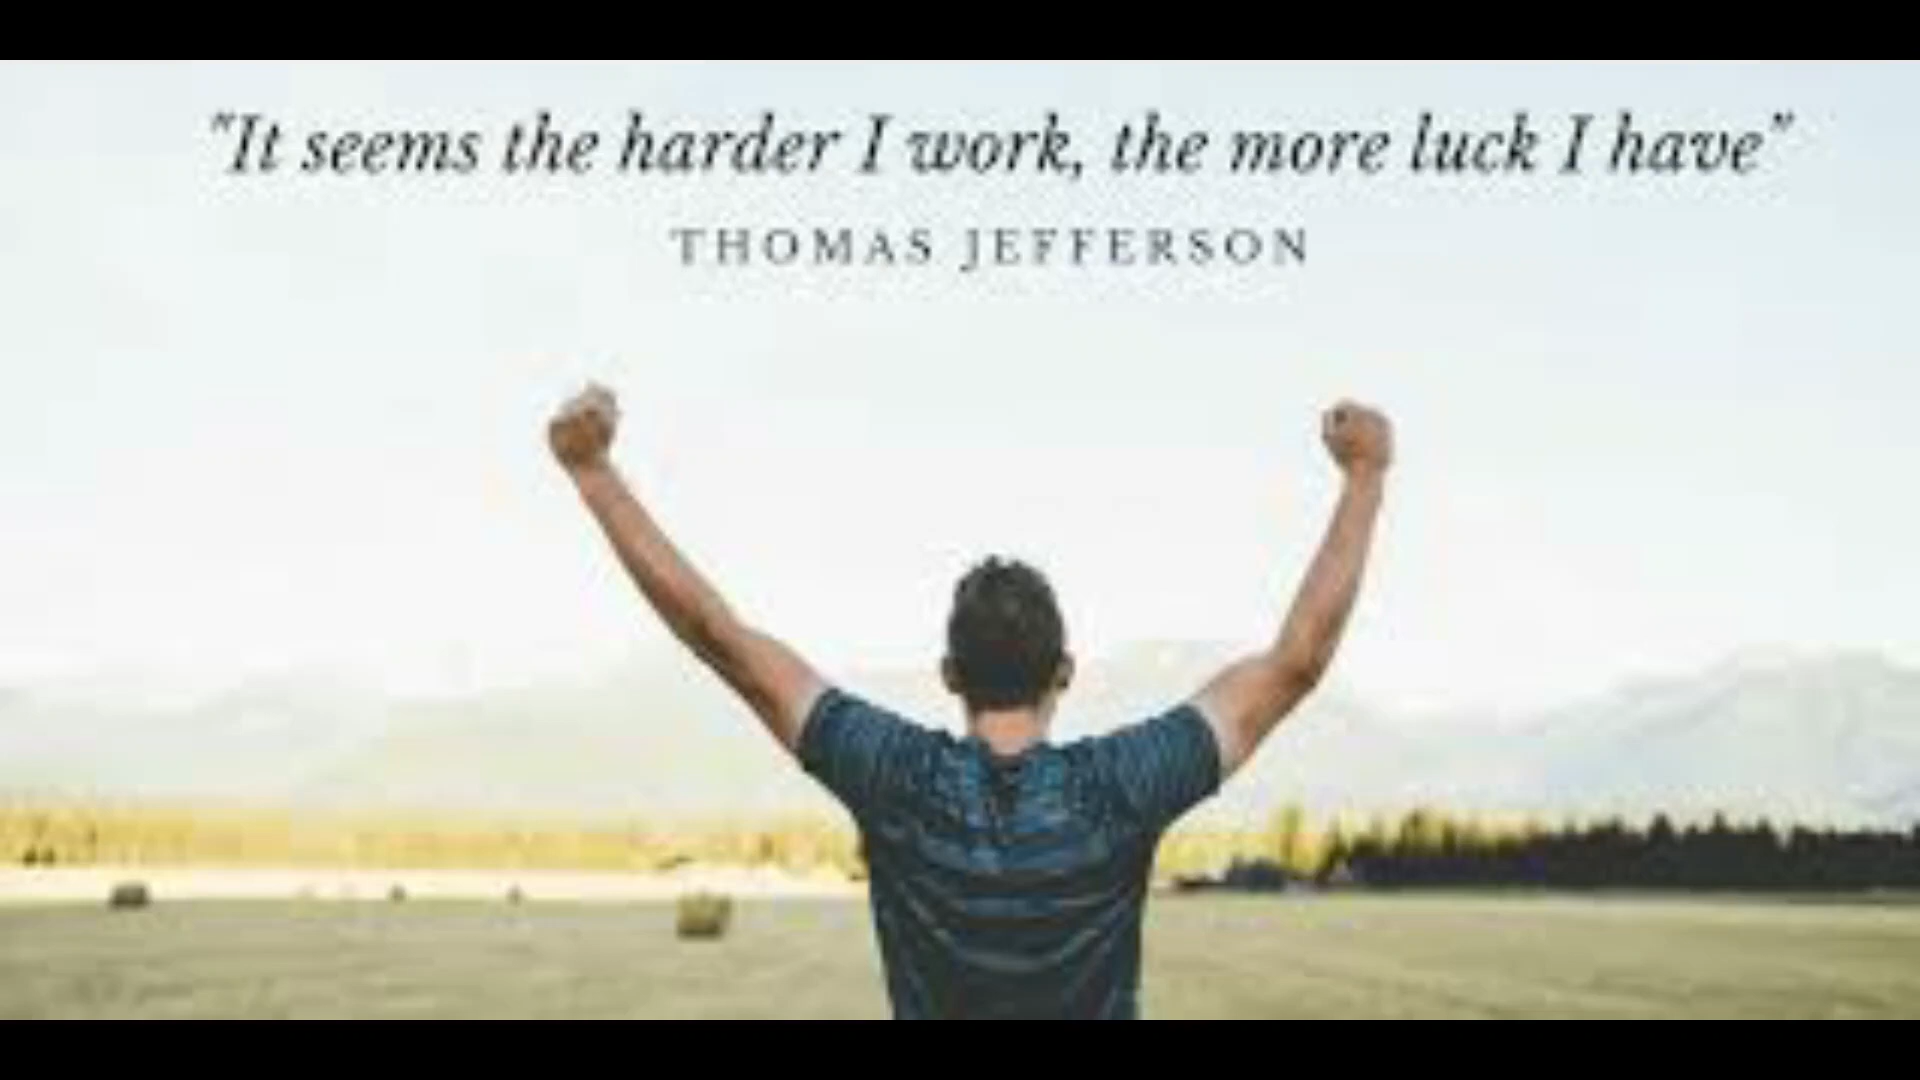 "It seems the harder I work, the more luck I have"
THOMAS JEFFERSON